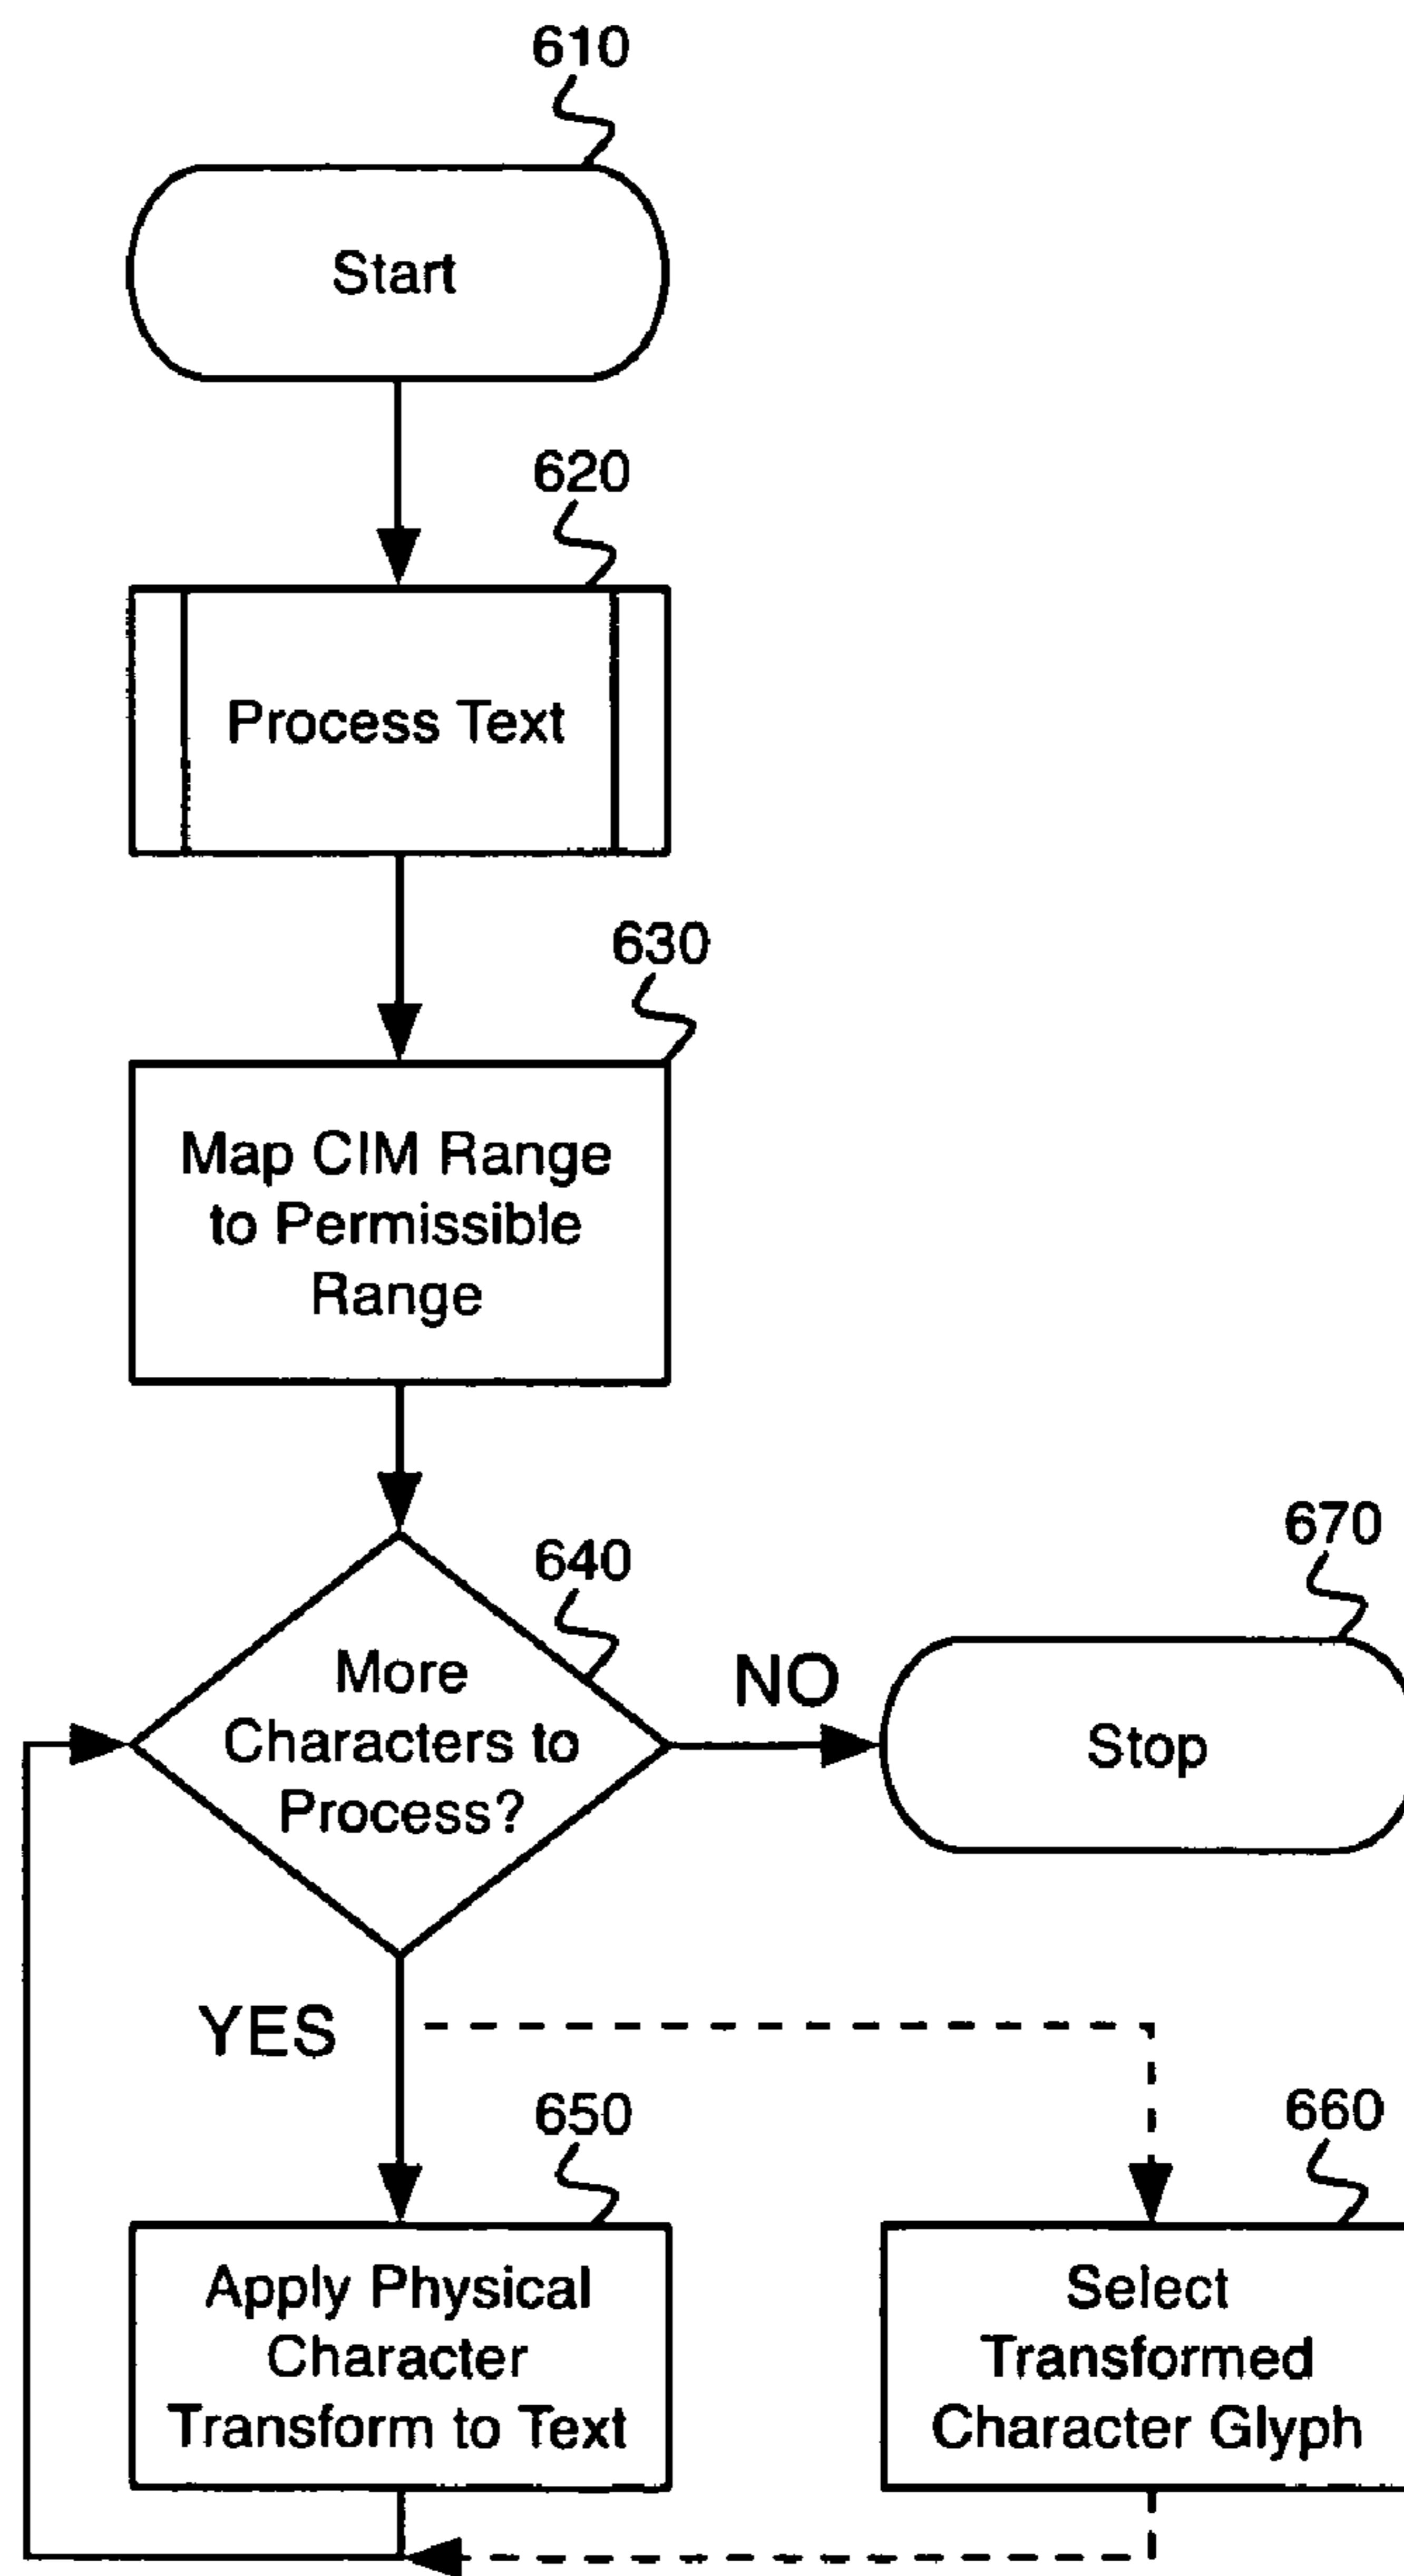 610
Start
620
Process Text
630
Map CIM Range
to Permissible
Range
640
More
Characters to
Process?
NO
670
Stop
YES
650
Apply Physical
Character
Transform to Text
660
Select
Transformed
Character Glyph